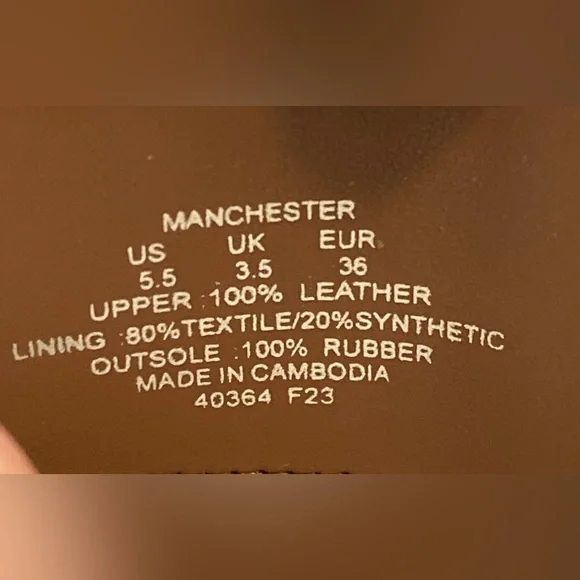 MANCHESTER
US UK EUR
5.5 3.5 36
UPPER :100% LEATHER
LINING :80%TEXTILE/20%SYNTHETIC
OUTSOLE :100% RUBBER
MADE IN CAMBODIA
40364 F23